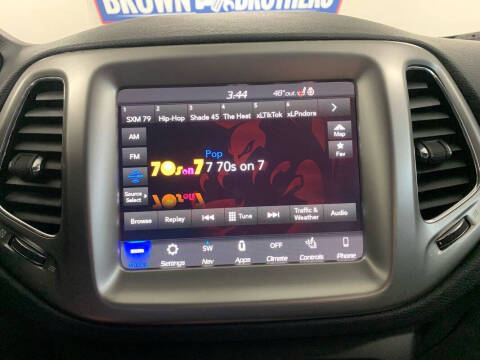 BROWN BROTHERS
3:44 48°out
1 2 3 4 5 6
SXM 79 Hip-Hop Shade 45 The Heat xLTikTok xLPndora
AM
Map
FM
Fav
Pop
70s on 7
7 70s on 7
Source Select
Browse Replay Tune Traffic & Weather Audio
SW OFF
Settings Nav Apps Climate Controls Phone